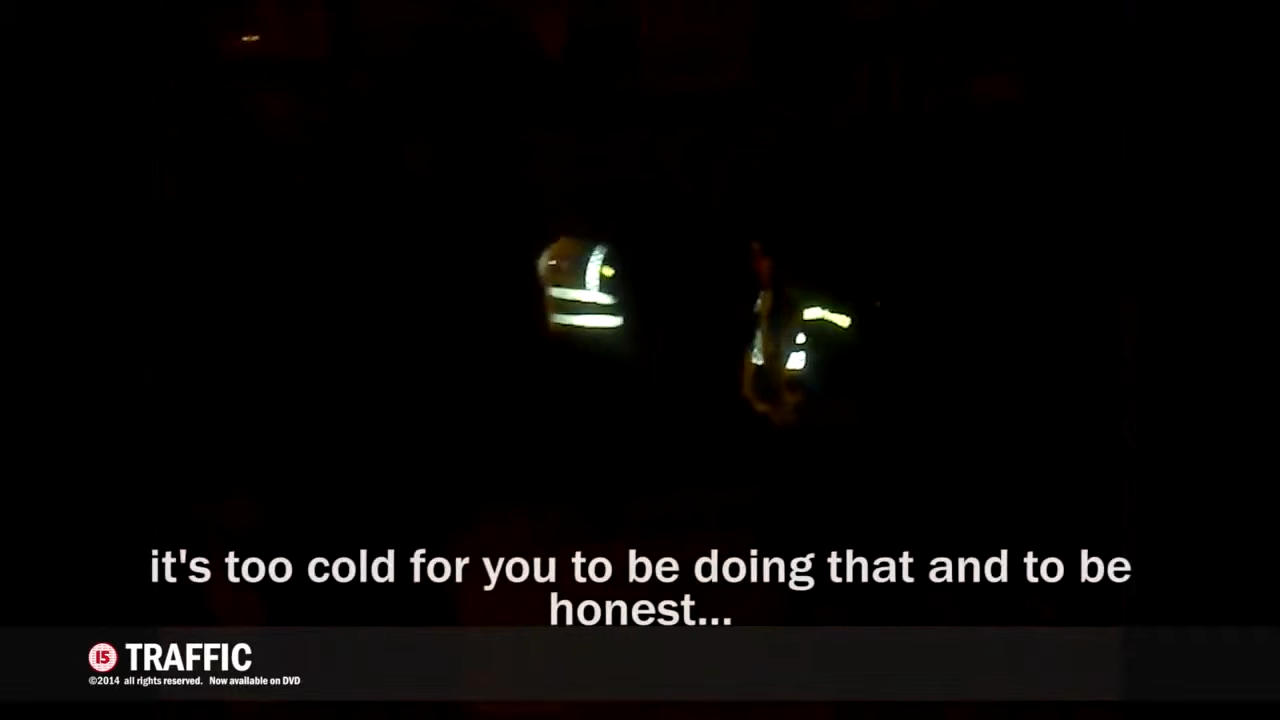 it's too cold for you to be doing that and to be
honest...
15 TRAFFIC
©2014 all rights reserved. Now available on DVD